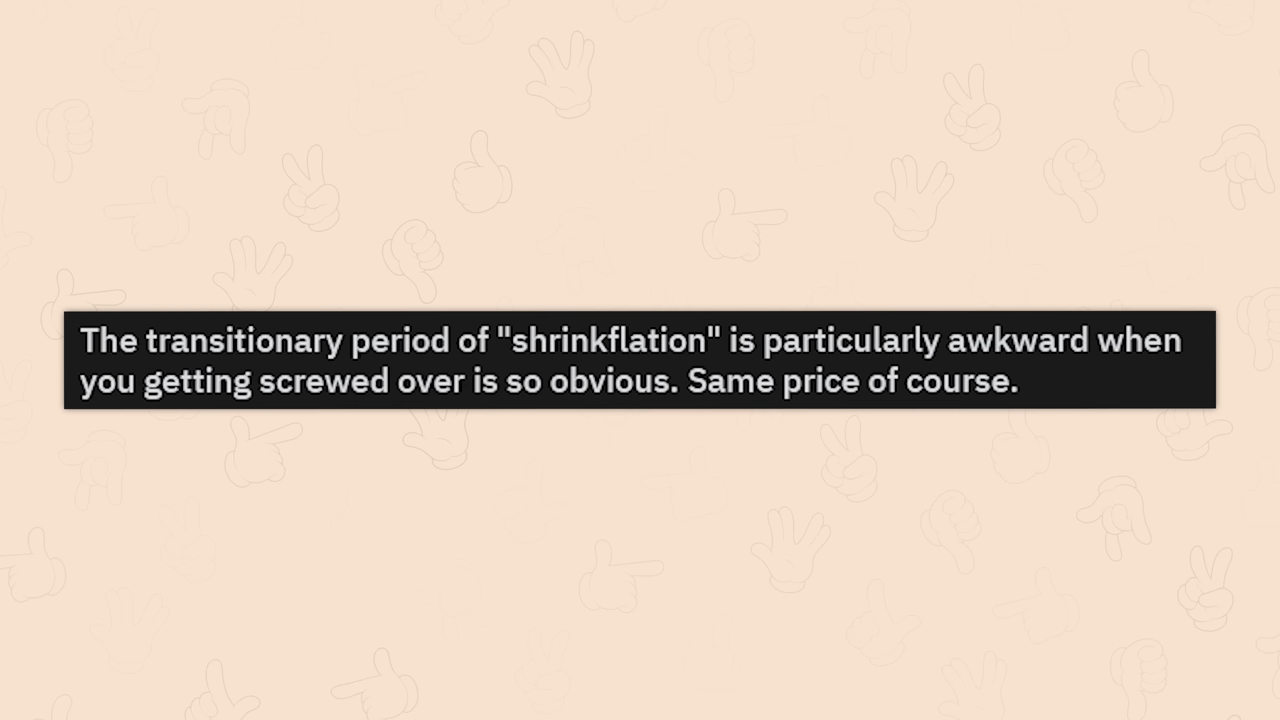 The transitionary period of "shrinkflation" is particularly awkward when
you getting screwed over is so obvious. Same price of course.